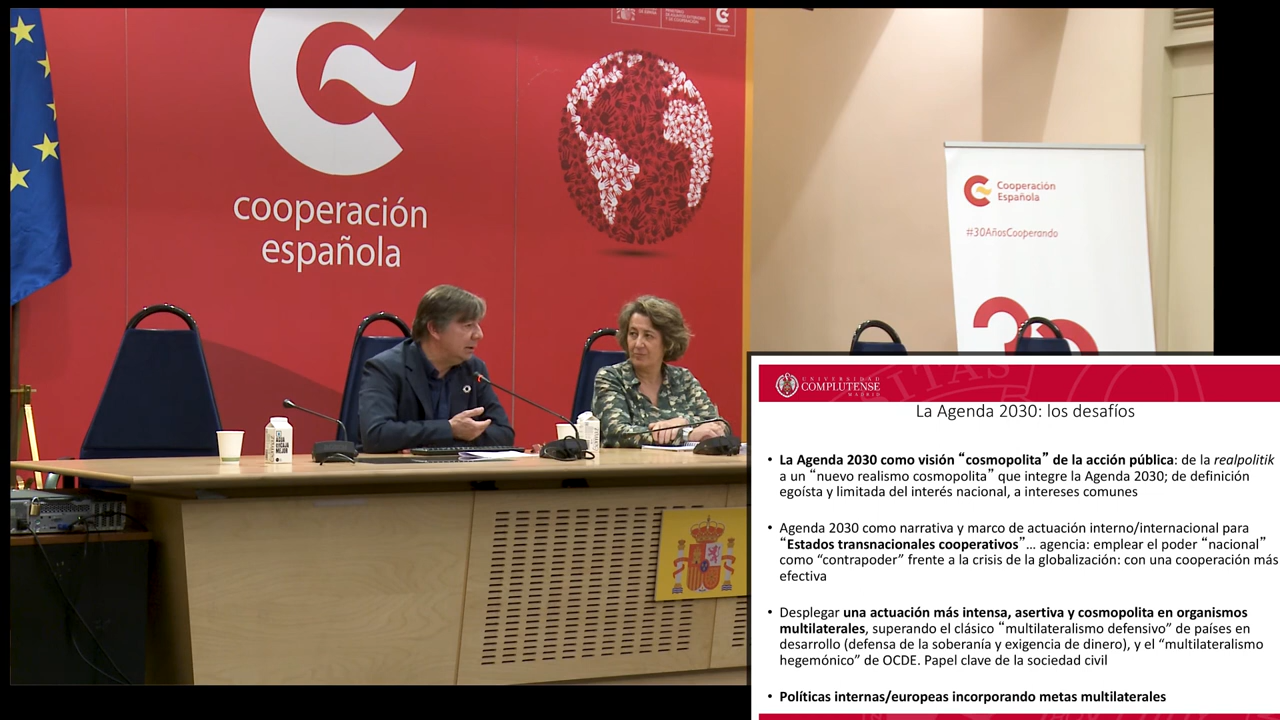 cooperación
española
Cooperación
Española
#30AñosCooperando
30
UNIVERSIDAD
COMPLUTENSE
MADRID
La Agenda 2030: los desafíos
• La Agenda 2030 como visión “cosmopolita” de la acción pública: de la realpolitik
a un “nuevo realismo cosmopolita” que integre la Agenda 2030; de definición
egoísta y limitada del interés nacional, a intereses comunes
• Agenda 2030 como narrativa y marco de actuación interno/internacional para
“Estados transnacionales cooperativos”... agencia: emplear el poder “nacional”
como “contrapoder” frente a la crisis de la globalización: con una cooperación más
efectiva
• Desplegar una actuación más intensa, asertiva y cosmopolita en organismos
multilaterales, superando el clásico “multilateralismo defensivo” de países en
desarrollo (defensa de la soberanía y exigencia de dinero), y el “multilateralismo
hegemónico” de OCDE. Papel clave de la sociedad civil
• Políticas internas/europeas incorporando metas multilaterales